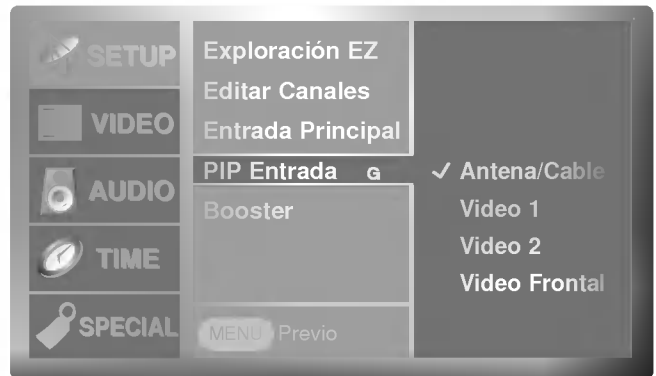 SETUP
VIDEO
AUDIO
TIME
SPECIAL
Exploración EZ
Editar Canales
Entrada Principal
PIP Entrada G
Booster
MENU Previo
✓ Antena/Cable
Video 1
Video 2
Video Frontal